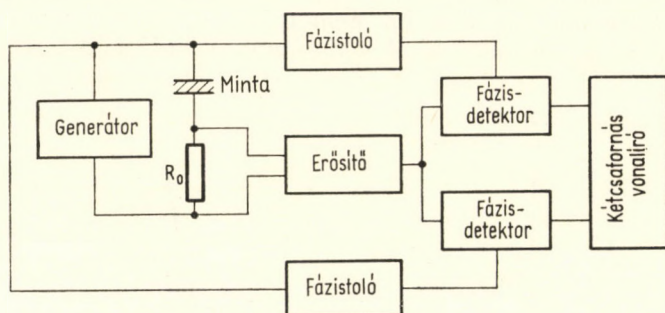 Fázistoló
Minta
Generátor
Fázis-
detektor
R₀
Erősítő
Fázis-
detektor
Kétcsatornás
vonalíró
Fázistoló